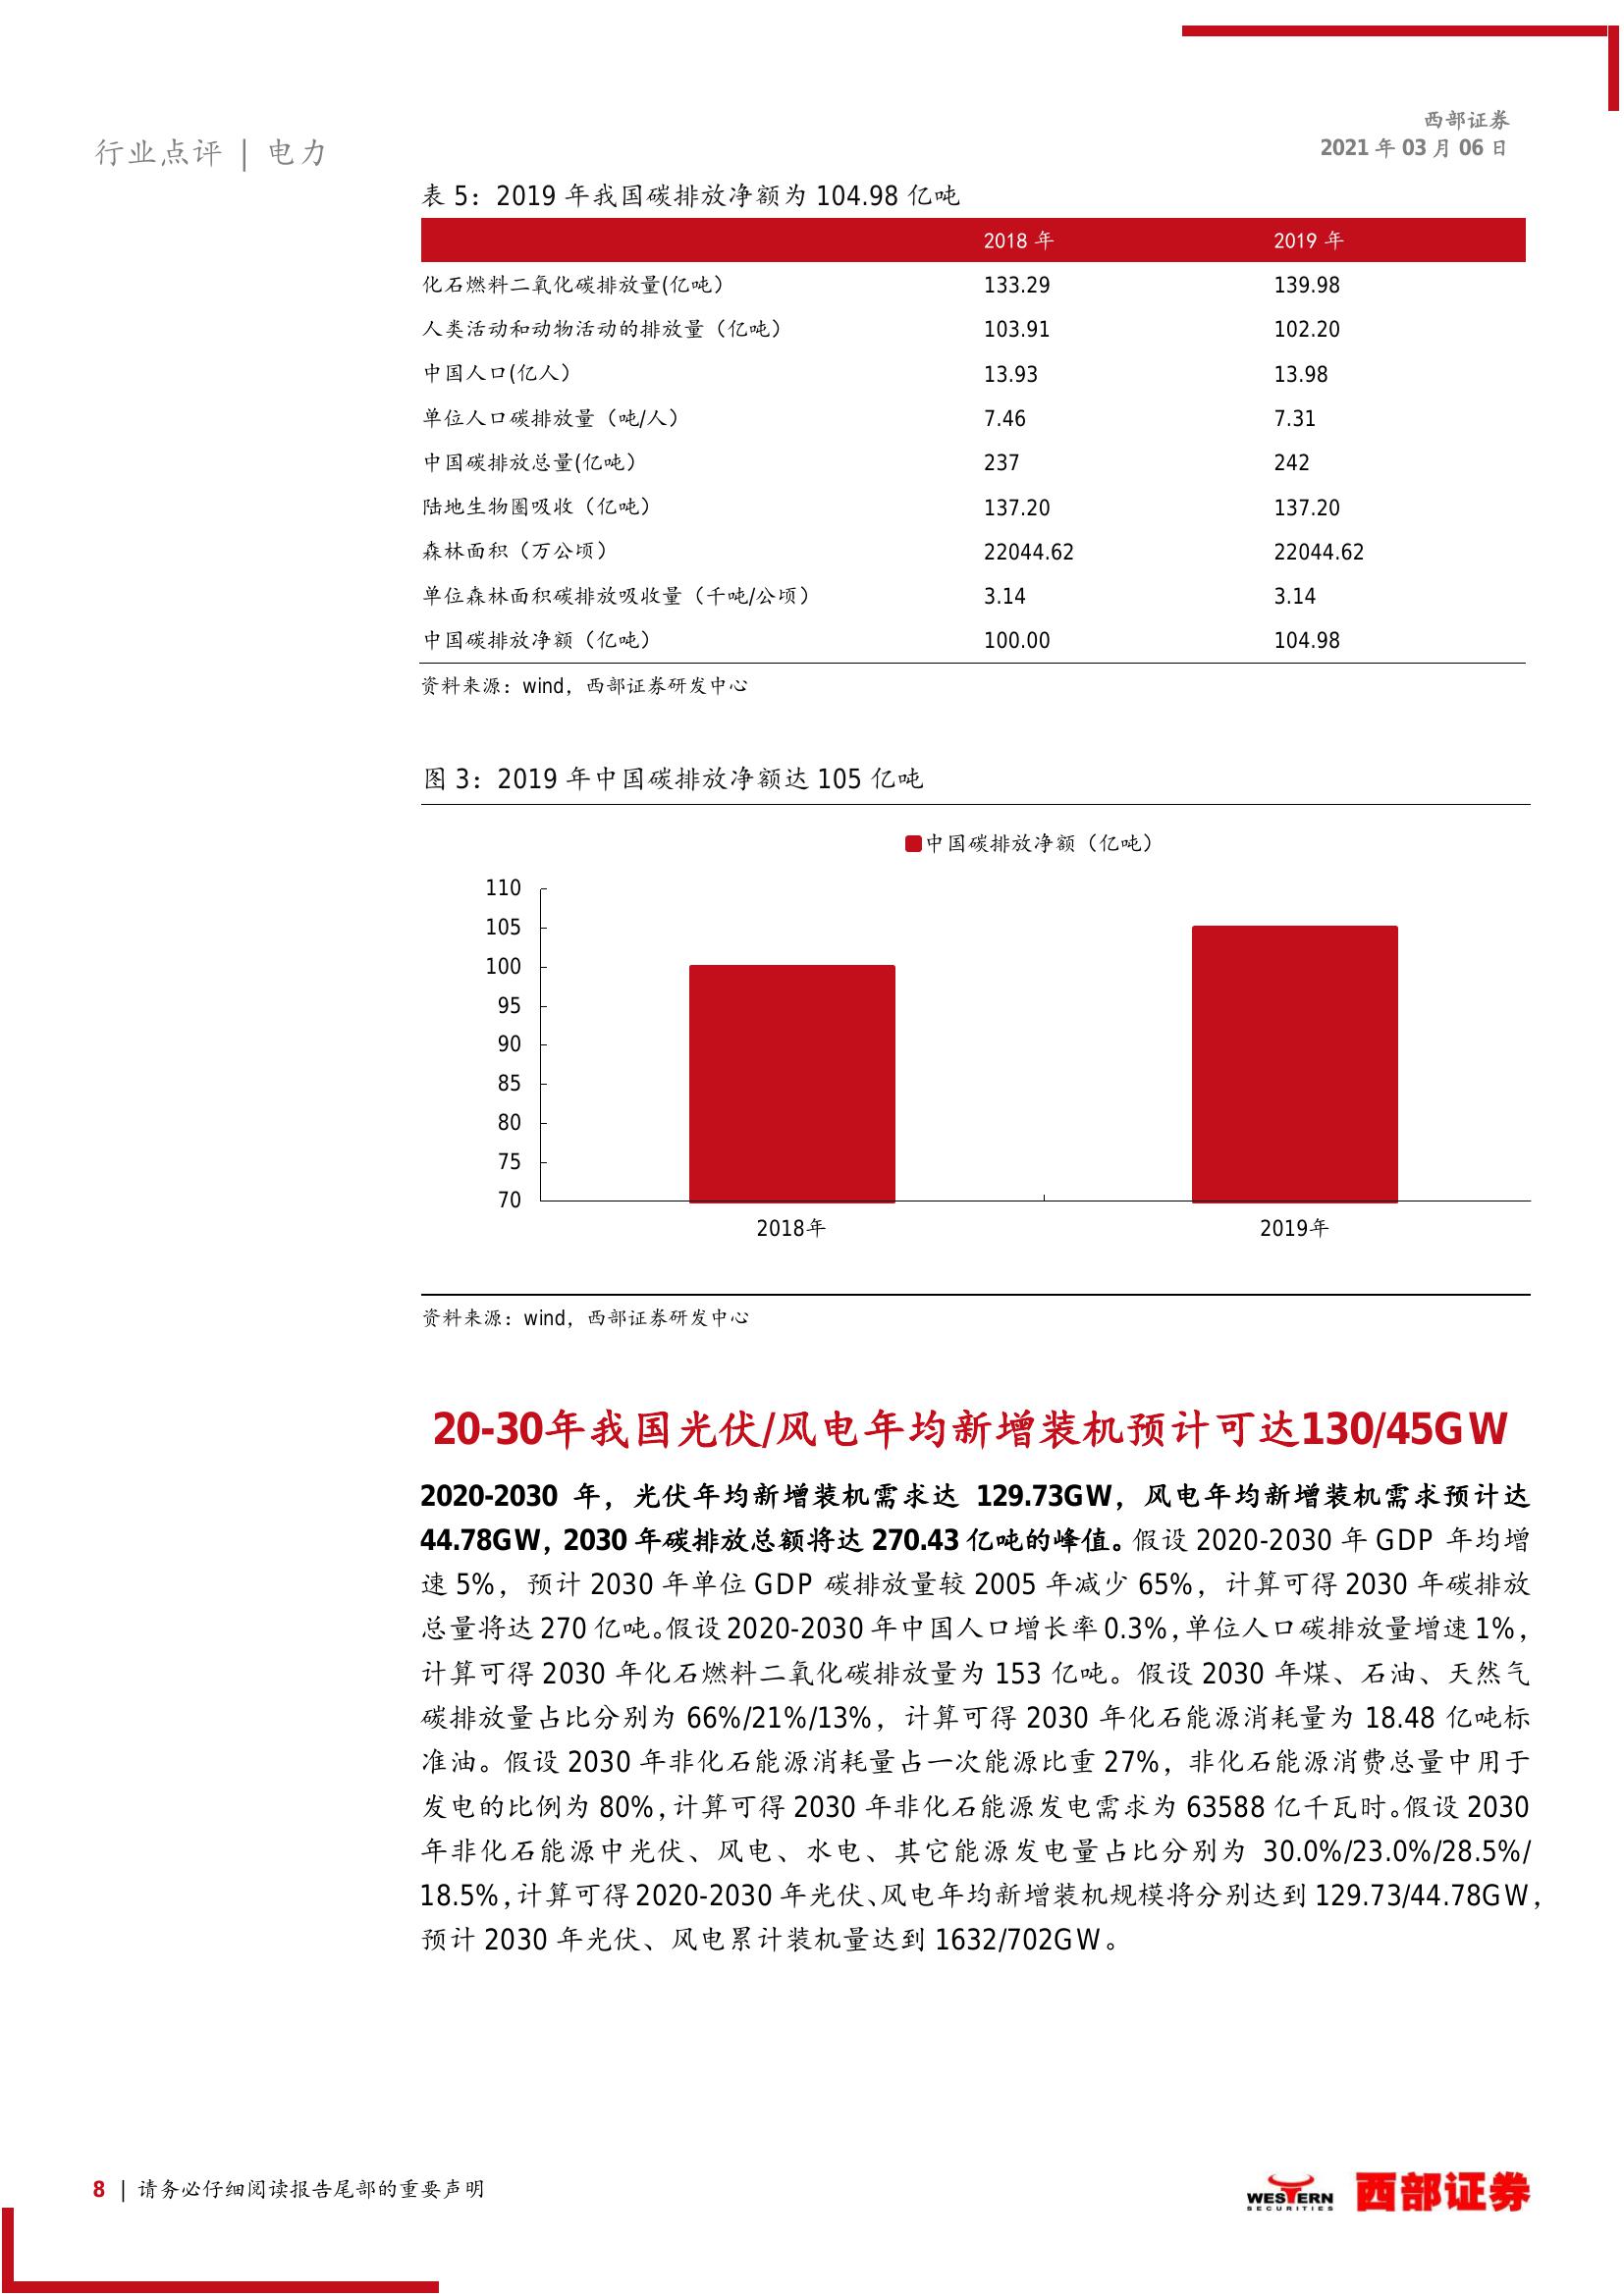 行业点评 | 电力
西部证券
2021 年 03 月 06 日
表 5：2019 年我国碳排放净额为 104.98 亿吨
2018 年 2019 年
化石燃料二氧化碳排放量(亿吨） 133.29 139.98
人类活动和动物活动的排放量（亿吨） 103.91 102.20
中国人口(亿人） 13.93 13.98
单位人口碳排放量（吨/人） 7.46 7.31
中国碳排放总量(亿吨） 237 242
陆地生物圈吸收（亿吨） 137.20 137.20
森林面积（万公顷） 22044.62 22044.62
单位森林面积碳排放吸收量（千吨/公顷） 3.14 3.14
中国碳排放净额（亿吨） 100.00 104.98
资料来源：wind，西部证券研发中心
图 3：2019 年中国碳排放净额达 105 亿吨
中国碳排放净额（亿吨）
110
105
100
95
90
85
80
75
70
2018年 2019年
资料来源：wind，西部证券研发中心
20-30年我国光伏/风电年均新增装机预计可达130/45GW
2020-2030 年，光伏年均新增装机需求达 129.73GW，风电年均新增装机需求预计达
44.78GW，2030 年碳排放总额将达 270.43 亿吨的峰值。假设 2020-2030 年 GDP 年均增
速 5%，预计 2030 年单位 GDP 碳排放量较 2005 年减少 65%，计算可得 2030 年碳排放
总量将达 270 亿吨。假设 2020-2030 年中国人口增长率 0.3%，单位人口碳排放量增速 1%，
计算可得 2030 年化石燃料二氧化碳排放量为 153 亿吨。假设 2030 年煤、石油、天然气
碳排放量占比分别为 66%/21%/13%，计算可得 2030 年化石能源消耗量为 18.48 亿吨标
准油。假设 2030 年非化石能源消耗量占一次能源比重 27%，非化石能源消费总量中用于
发电的比例为 80%，计算可得 2030 年非化石能源发电需求为 63588 亿千瓦时。假设 2030
年非化石能源中光伏、风电、水电、其它能源发电量占比分别为 30.0%/23.0%/28.5%/
18.5%，计算可得 2020-2030 年光伏、风电年均新增装机规模将分别达到 129.73/44.78GW，
预计 2030 年光伏、风电累计装机量达到 1632/702GW。
8 | 请务必仔细阅读报告尾部的重要声明
WESTERN
SECURITIES
西部证券